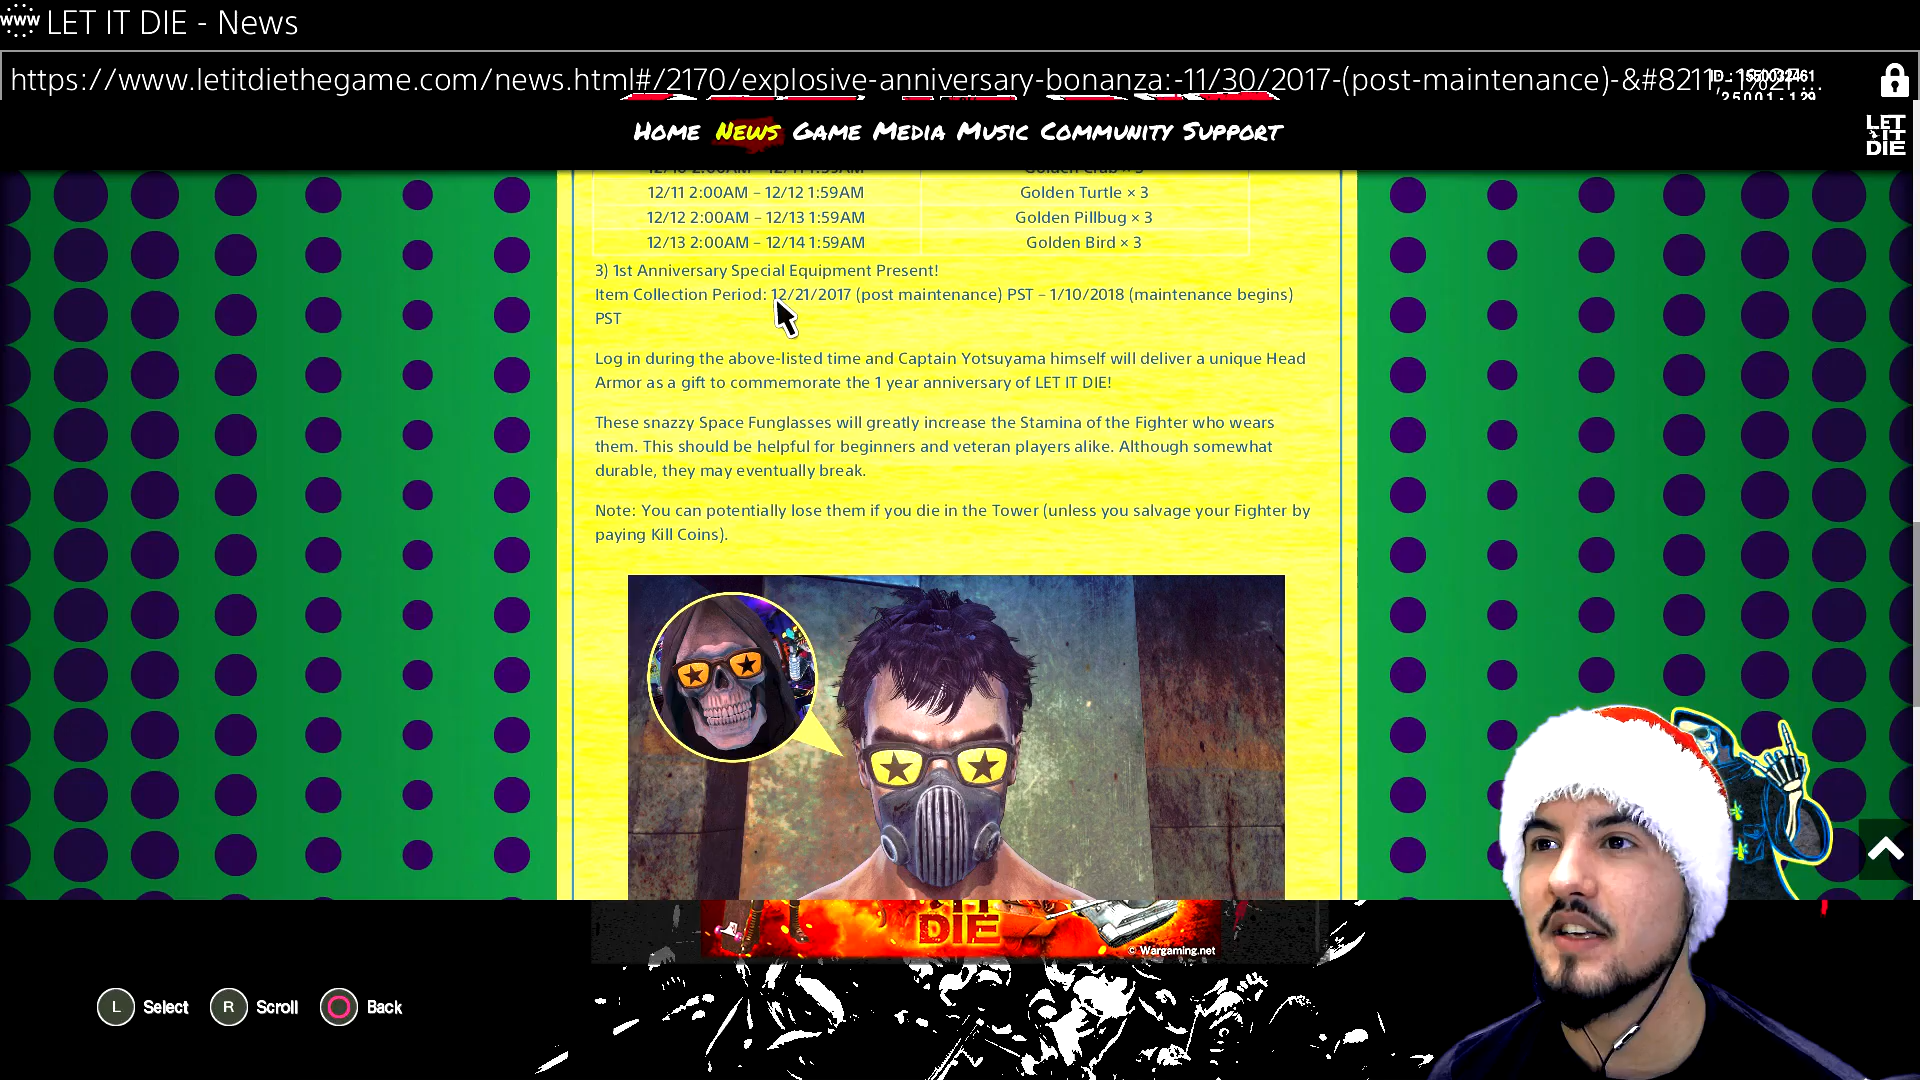 www LET IT DIE - News
https://www.letitdiethegame.com/news.html#/2170/explosive-anniversary-bonanza:-11/30/2017-(post-maintenance)-&#8211;-1%2F...
Home News Game Media Music Community Support
LET IT DIE
12/11 2:00AM – 12/12 1:59AM Golden Turtle × 3
12/12 2:00AM – 12/13 1:59AM Golden Pillbug × 3
12/13 2:00AM – 12/14 1:59AM Golden Bird × 3
3) 1st Anniversary Special Equipment Present!
Item Collection Period: 12/21/2017 (post maintenance) PST – 1/10/2018 (maintenance begins)
PST
Log in during the above-listed time and Captain Yotsuyama himself will deliver a unique Head
Armor as a gift to commemorate the 1 year anniversary of LET IT DIE!
These snazzy Space Funglasses will greatly increase the Stamina of the Fighter who wears
them. This should be helpful for beginners and veteran players alike. Although somewhat
durable, they may eventually break.
Note: You can potentially lose them if you die in the Tower (unless you salvage your Fighter by
paying Kill Coins).
DIE
© Wargaming.net
L Select R Scroll Back